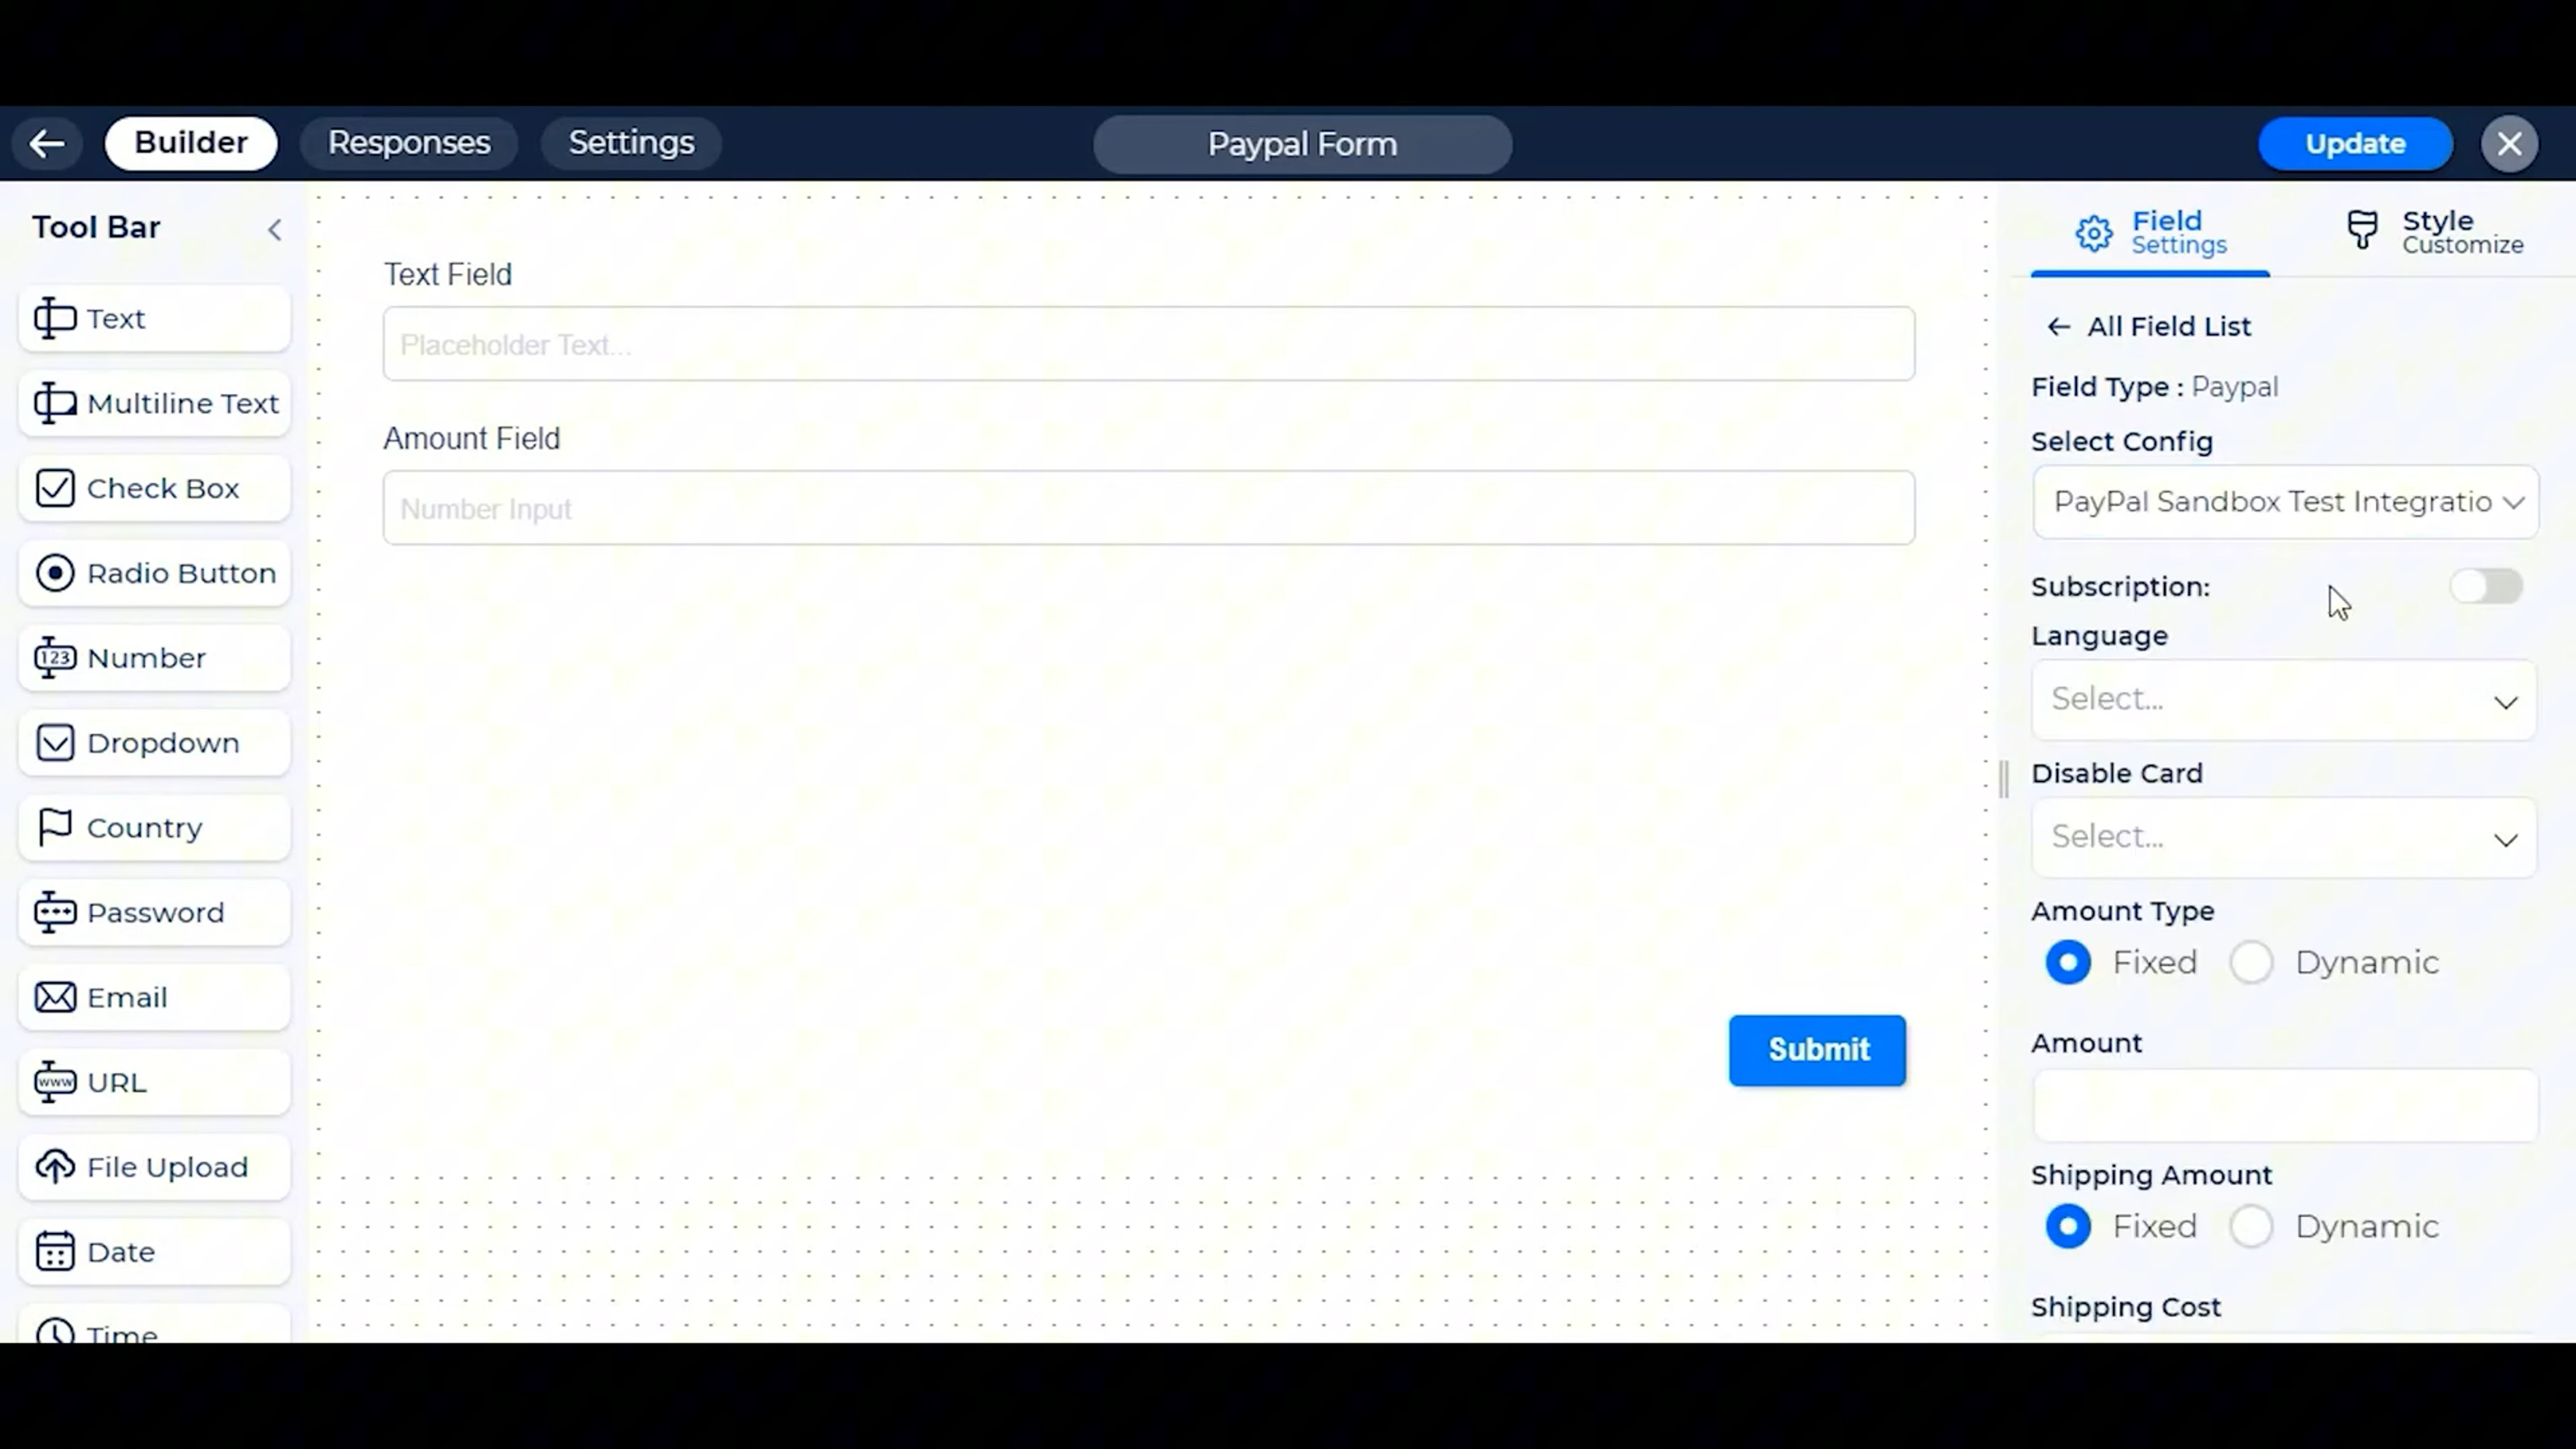 Builder
Responses
Settings
Paypal Form
Update
Tool Bar
Text
Multiline Text
Check Box
Radio Button
123
Number
Dropdown
Country
Password
Email
www
URL
File Upload
Date
Time
Text Field
Placeholder Text...
Amount Field
Number Input
Submit
Field
Settings
Style
Customize
All Field List
Field Type : Paypal
Select Config
PayPal Sandbox Test Integratio
Subscription:
Language
Select...
Disable Card
Select...
Amount Type
Fixed Dynamic
Amount
Shipping Amount
Fixed Dynamic
Shipping Cost